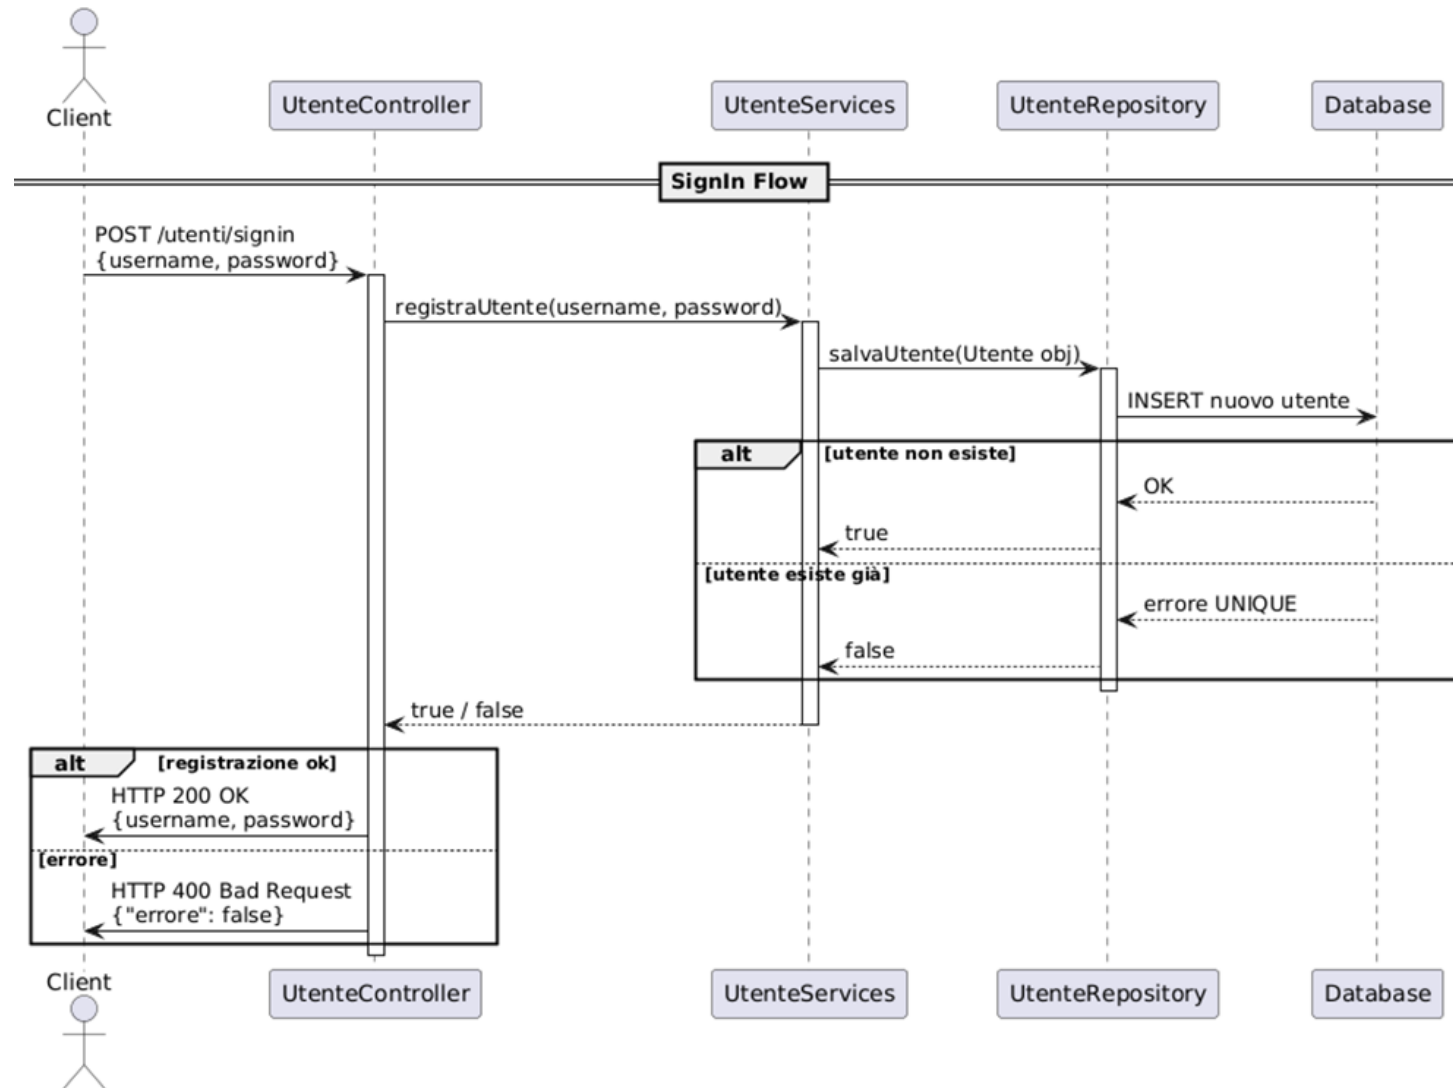 Client
UtenteController
UtenteServices
UtenteRepository
Database
SignIn Flow
POST /utenti/signin
{username, password}
registraUtente(username, password)
salvaUtente(Utente obj)
INSERT nuovo utente
alt
[utente non esiste]
OK
true
[utente esiste già]
errore UNIQUE
false
true / false
alt
[registrazione ok]
HTTP 200 OK
{username, password}
[errore]
HTTP 400 Bad Request
{"errore": false}
Client
UtenteController
UtenteServices
UtenteRepository
Database